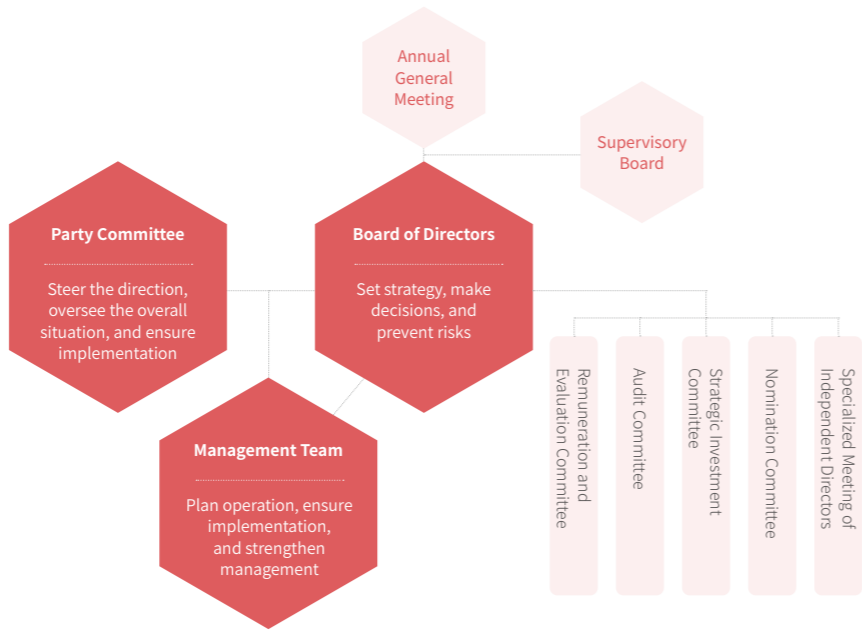 Annual
General
Meeting
Supervisory
Board
Party Committee
Steer the direction,
oversee the overall
situation, and ensure
implementation
Board of Directors
Set strategy, make
decisions, and
prevent risks
Management Team
Plan operation, ensure
implementation,
and strengthen
management
Remuneration and
Evaluation Committee
Audit Committee
Strategic Investment
Committee
Nomination Committee
Specialized Meeting of
Independent Directors